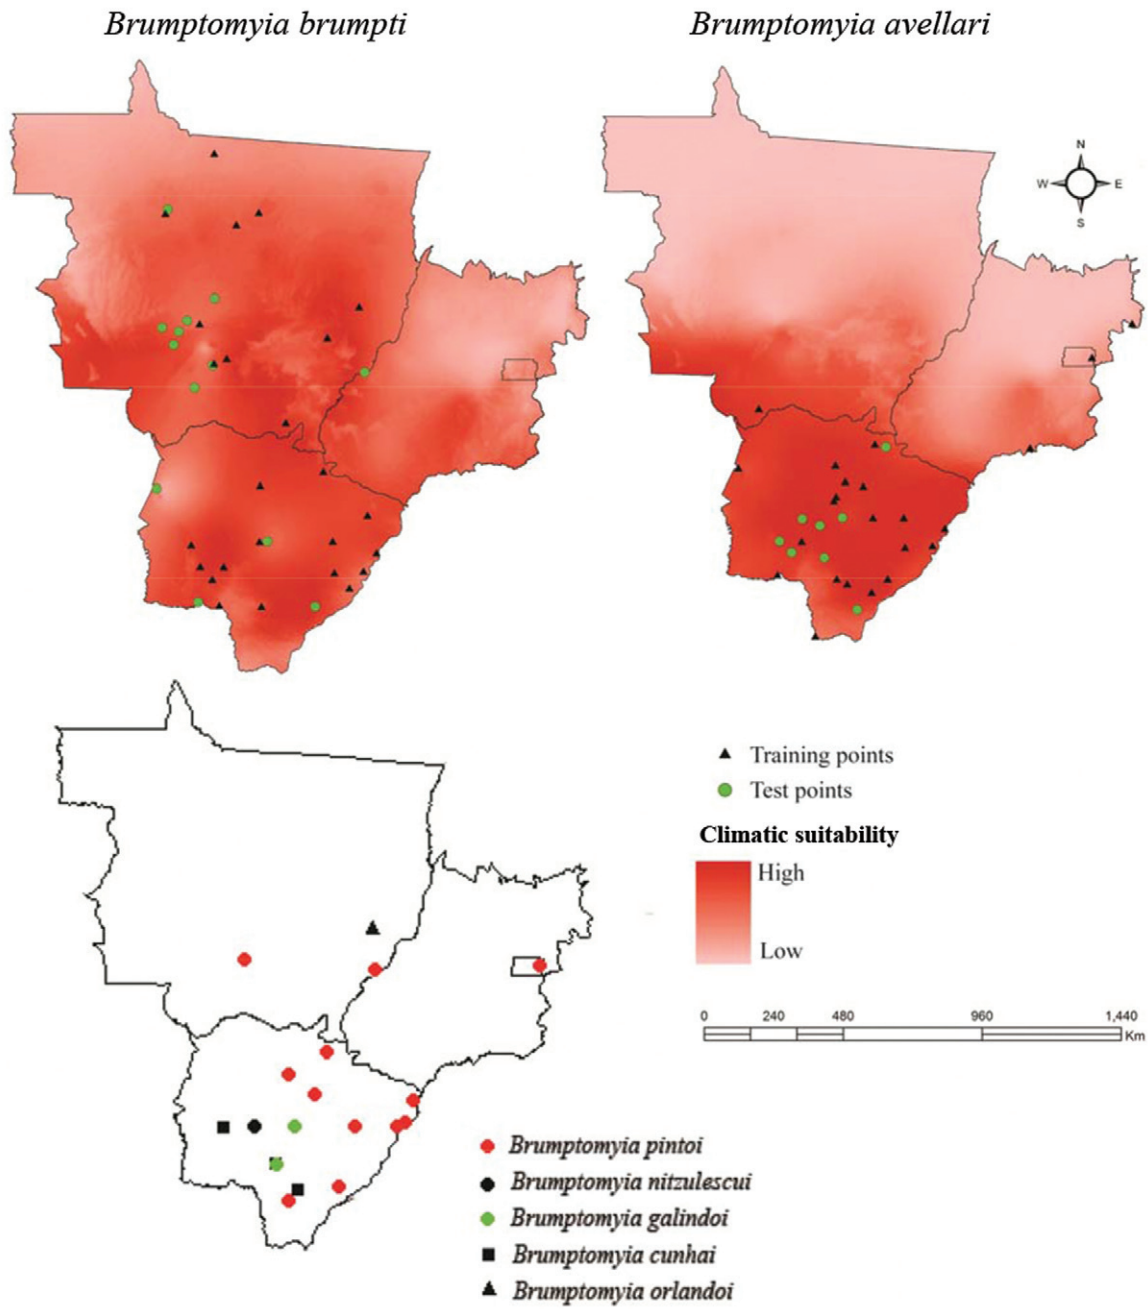 Brumptomyia brumpti
Brumptomyia avellari
N
W E
S
Training points
Test points
Climatic suitability
High
Low
0 240 480 960 1,440
Km
Brumptomyia pintoi
Brumptomyia nitzulescui
Brumptomyia galindoi
Brumptomyia cunhai
Brumptomyia orlandoi